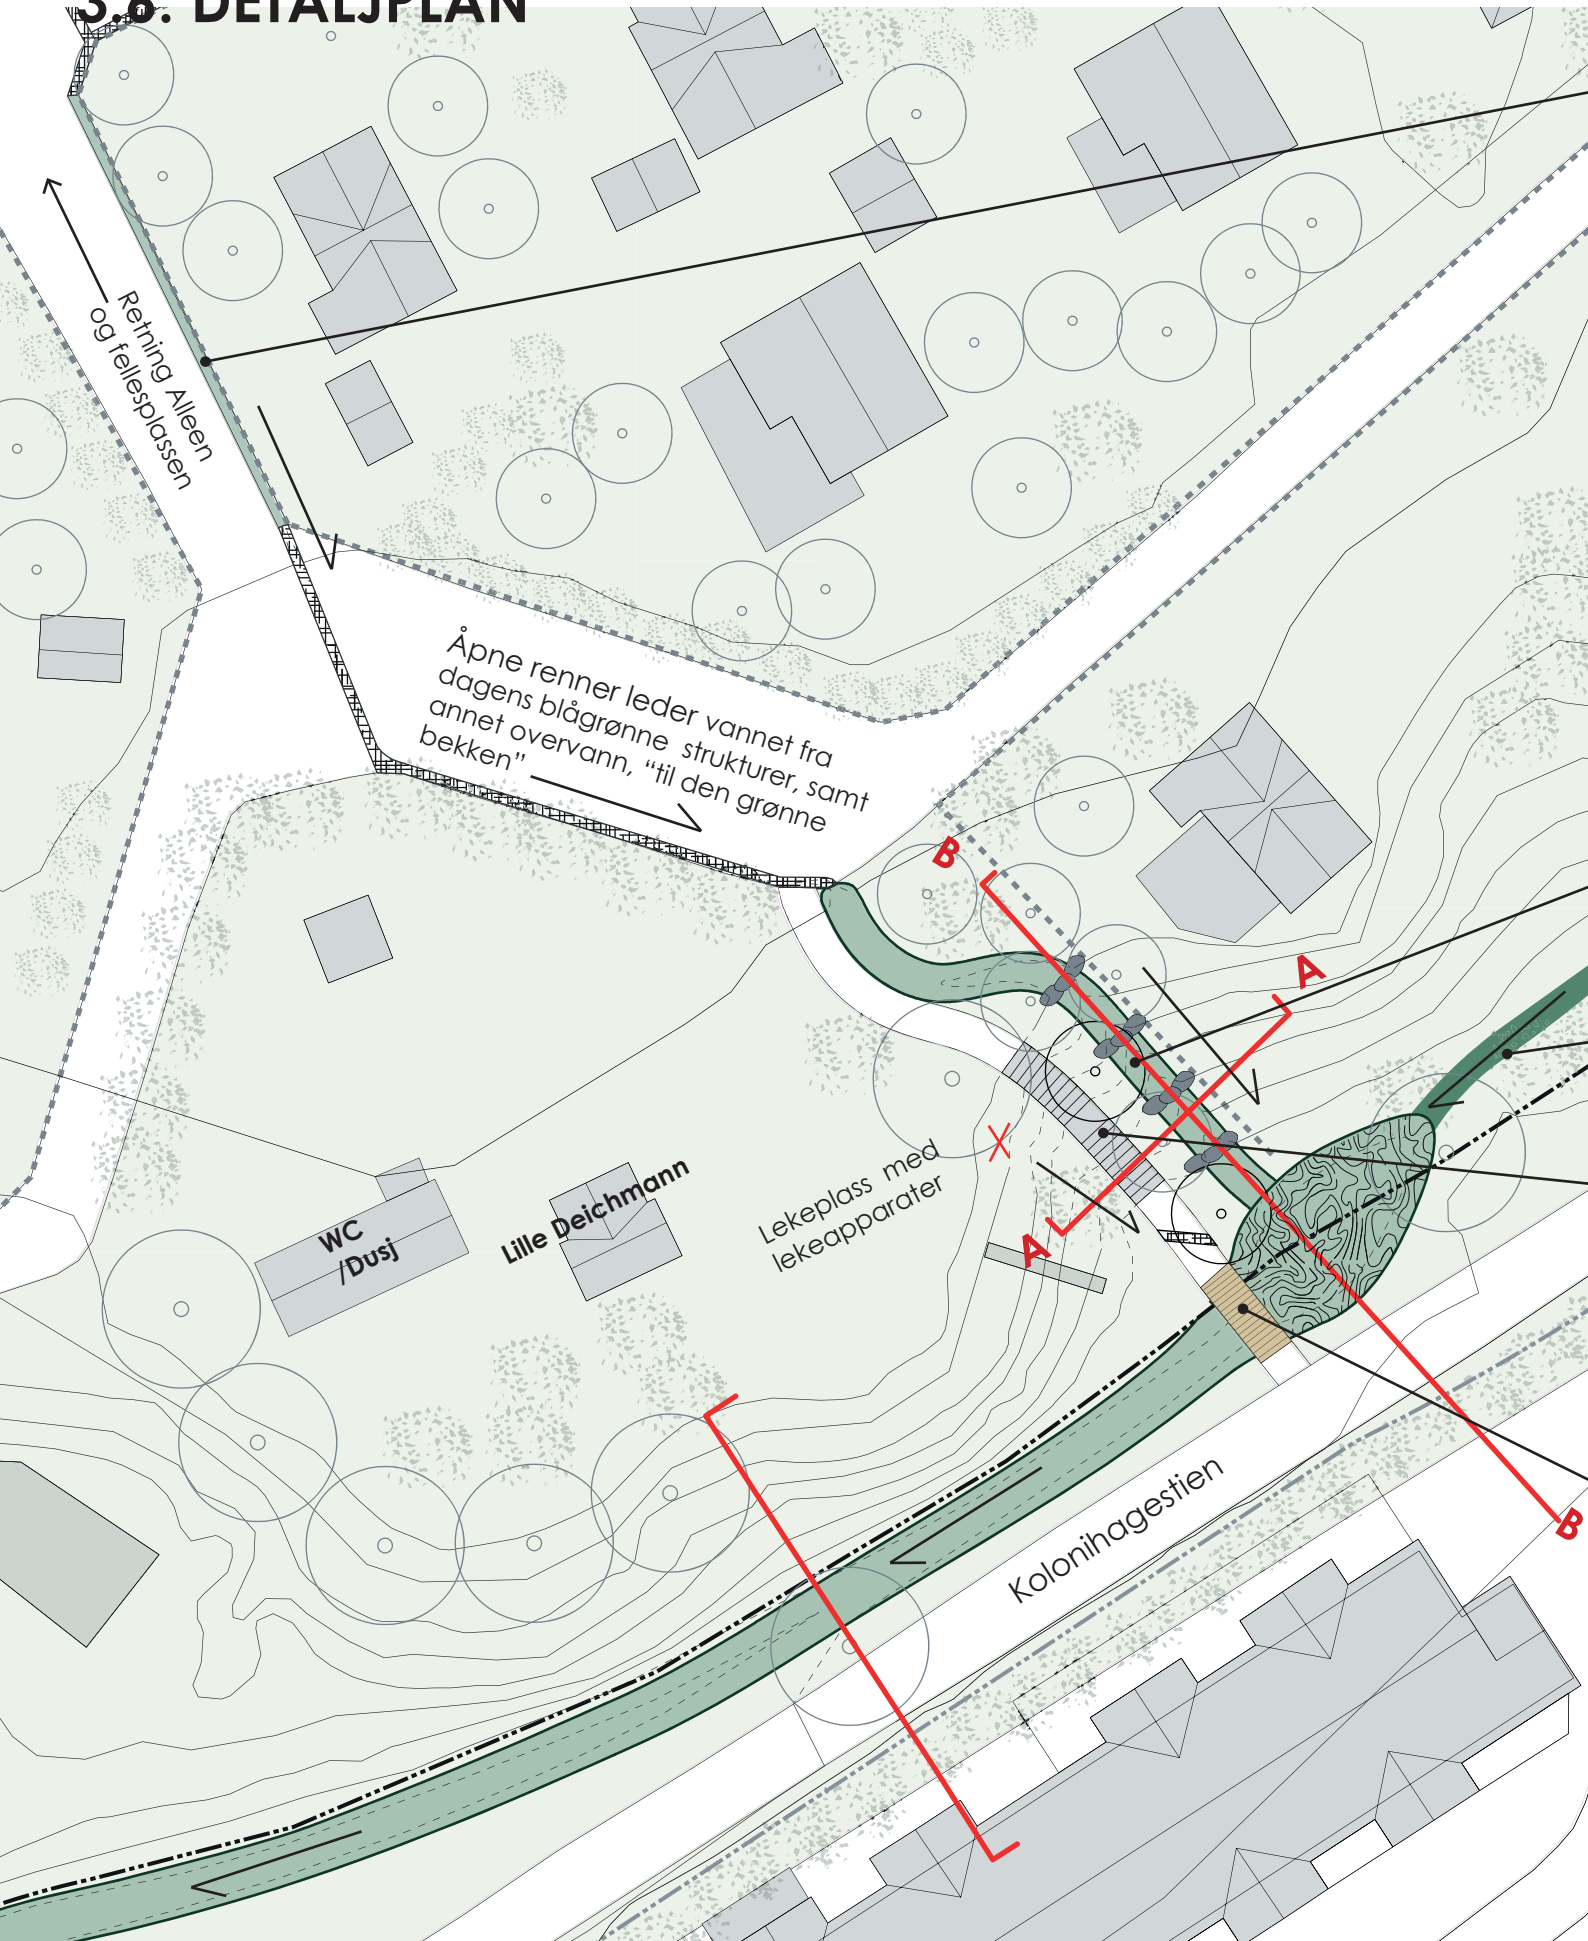 3.6. DETALJPLAN
Retning Alleen
og fellesplassen
Åpne renner leder vannet fra
dagens blågrønne strukturer, samt
annet overvann, “til den grønne
bekken”
B
A
WC
/Dusj
Lille Deichmann
Lekeplass med
lekeapparater
A
Kolonihagestien
B